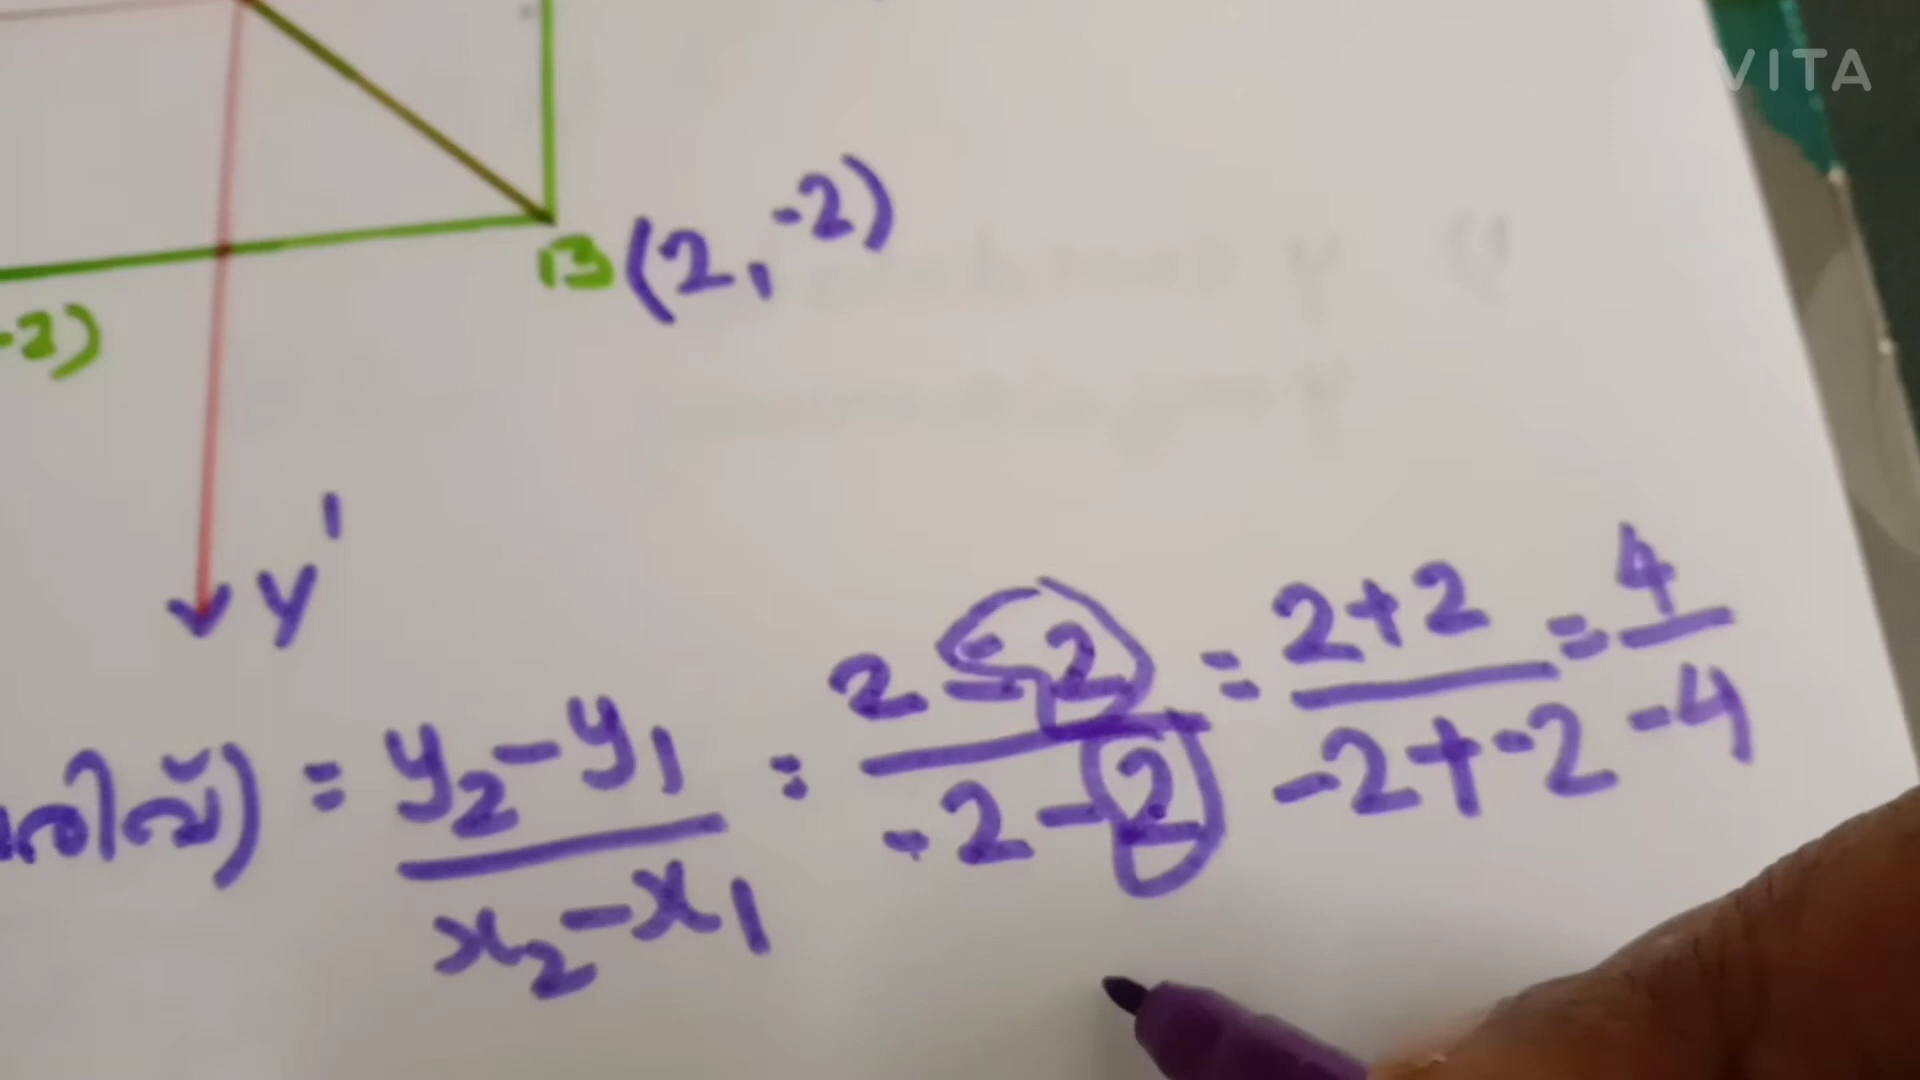 VITA
B (2, -2)
-2)
y'
= y₂-y₁ / x₂-x₁ = 2--2 / -2-2 = 2+2 / -2+-2 = 4 / -4